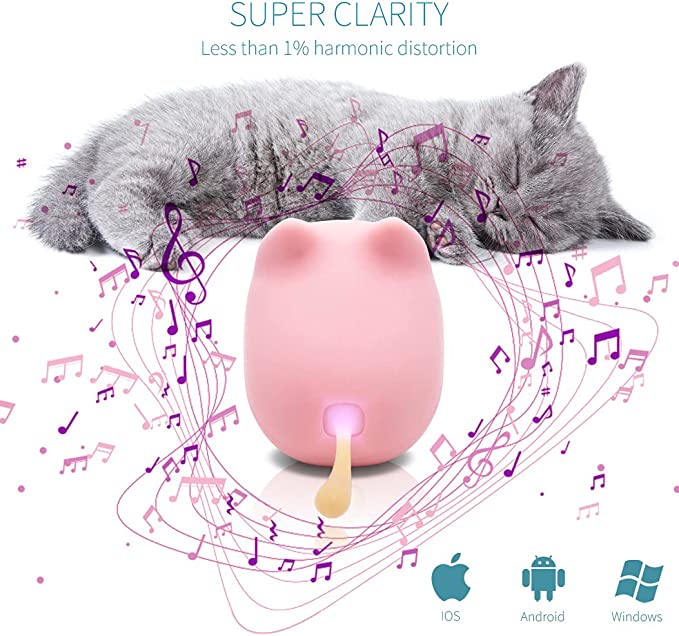 SUPER CLARITY
Less than 1% harmonic distortion
IOS
Android
Windows